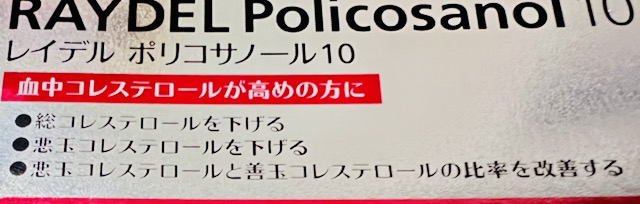 RAYDEL Policosanol 10
レイデル ポリコサノール10
血中コレステロールが高めの方に
●総コレステロールを下げる
●悪玉コレステロールを下げる
●悪玉コレステロールと善玉コレステロールの比率を改善する